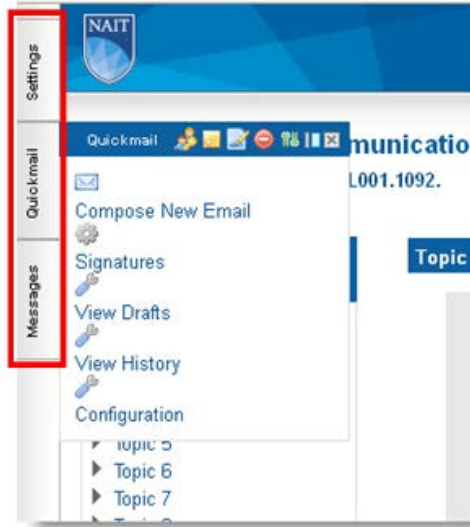 Settings
Quickmail
Messages
NAIT
Quickmail
municatio
L001.1092.
Compose New Email
Signatures
View Drafts
View History
Configuration
Topic
Topic 5
Topic 6
Topic 7